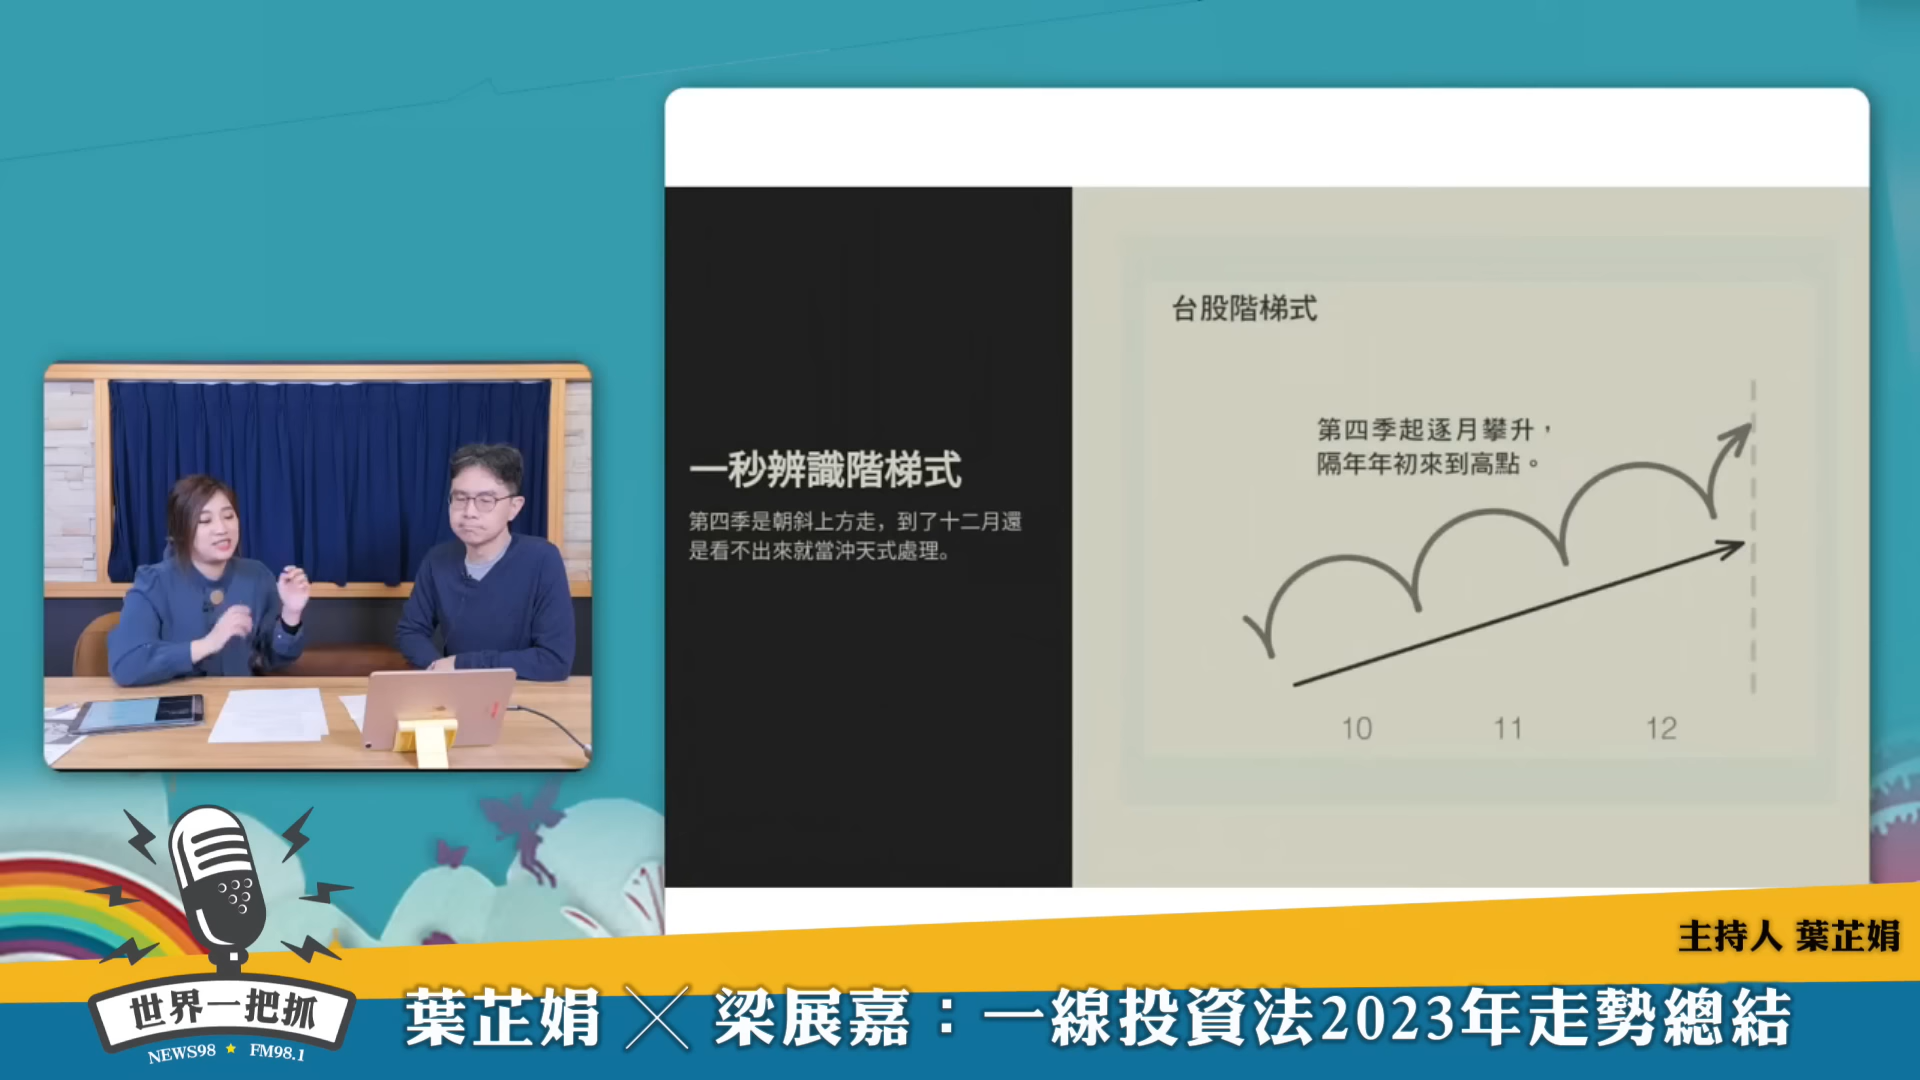 台股階梯式
第四季起逐月攀升，
隔年年初來到高點。
一秒辨識階梯式
第四季是朝斜上方走，到了十二月還
是看不出來就當沖天式處理。
10 11 12
主持人 葉芷娟
葉芷娟 × 梁展嘉：一線投資法2023年走勢總結
世界一把抓
NEWS98 ★ FM98.1